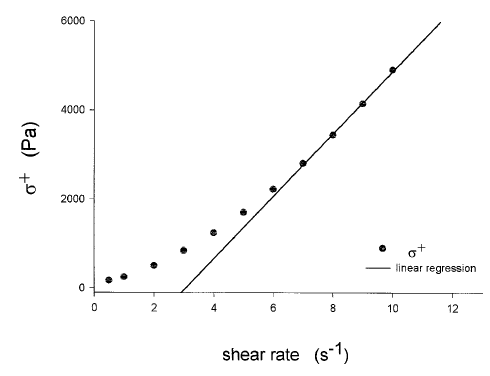 6000
4000
2000
0
σ⁺ (Pa)
0 2 4 6 8 10 12
shear rate (s⁻¹)
σ⁺
linear regression